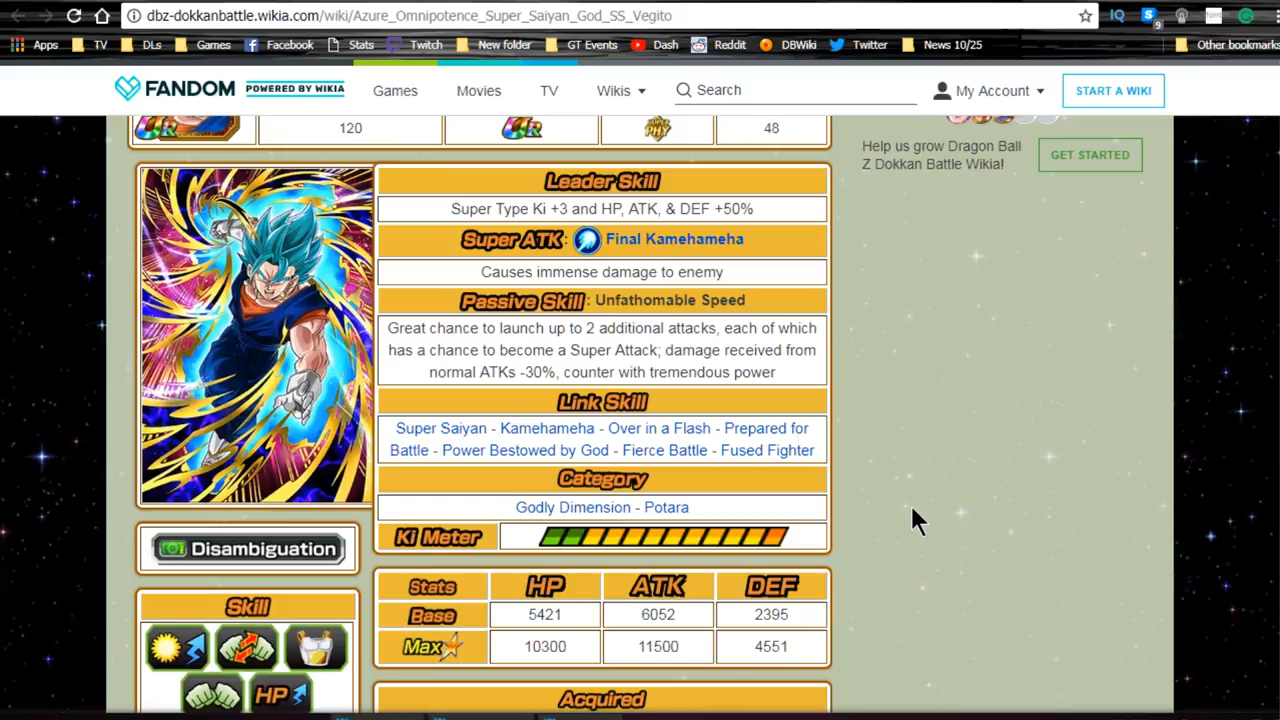 dbz-dokkanbattle.wikia.com/wiki/Azure_Omnipotence_Super_Saiyan_God_SS_Vegito
Apps TV DLs Games Facebook Stats Twitch New folder GT Events Dash Reddit DBWiki Twitter News 10/25 Other bookmarks
FANDOM POWERED BY WIKIA Games Movies TV Wikis Search My Account START A WIKI
UR 120 UR SUPER PHY 48
Help us grow Dragon Ball
Z Dokkan Battle Wikia!
GET STARTED
Leader Skill
Super Type Ki +3 and HP, ATK, & DEF +50%
Super ATK: Final Kamehameha
Causes immense damage to enemy
Passive Skill: Unfathomable Speed
Great chance to launch up to 2 additional attacks, each of which
has a chance to become a Super Attack; damage received from
normal ATKs -30%, counter with tremendous power
Link Skill
Super Saiyan - Kamehameha - Over in a Flash - Prepared for
Battle - Power Bestowed by God - Fierce Battle - Fused Fighter
Category
Godly Dimension - Potara
Ki Meter
Disambiguation
Stats HP ATK DEF
Base 5421 6052 2395
Max 10300 11500 4551
Skill
HP
Acquired